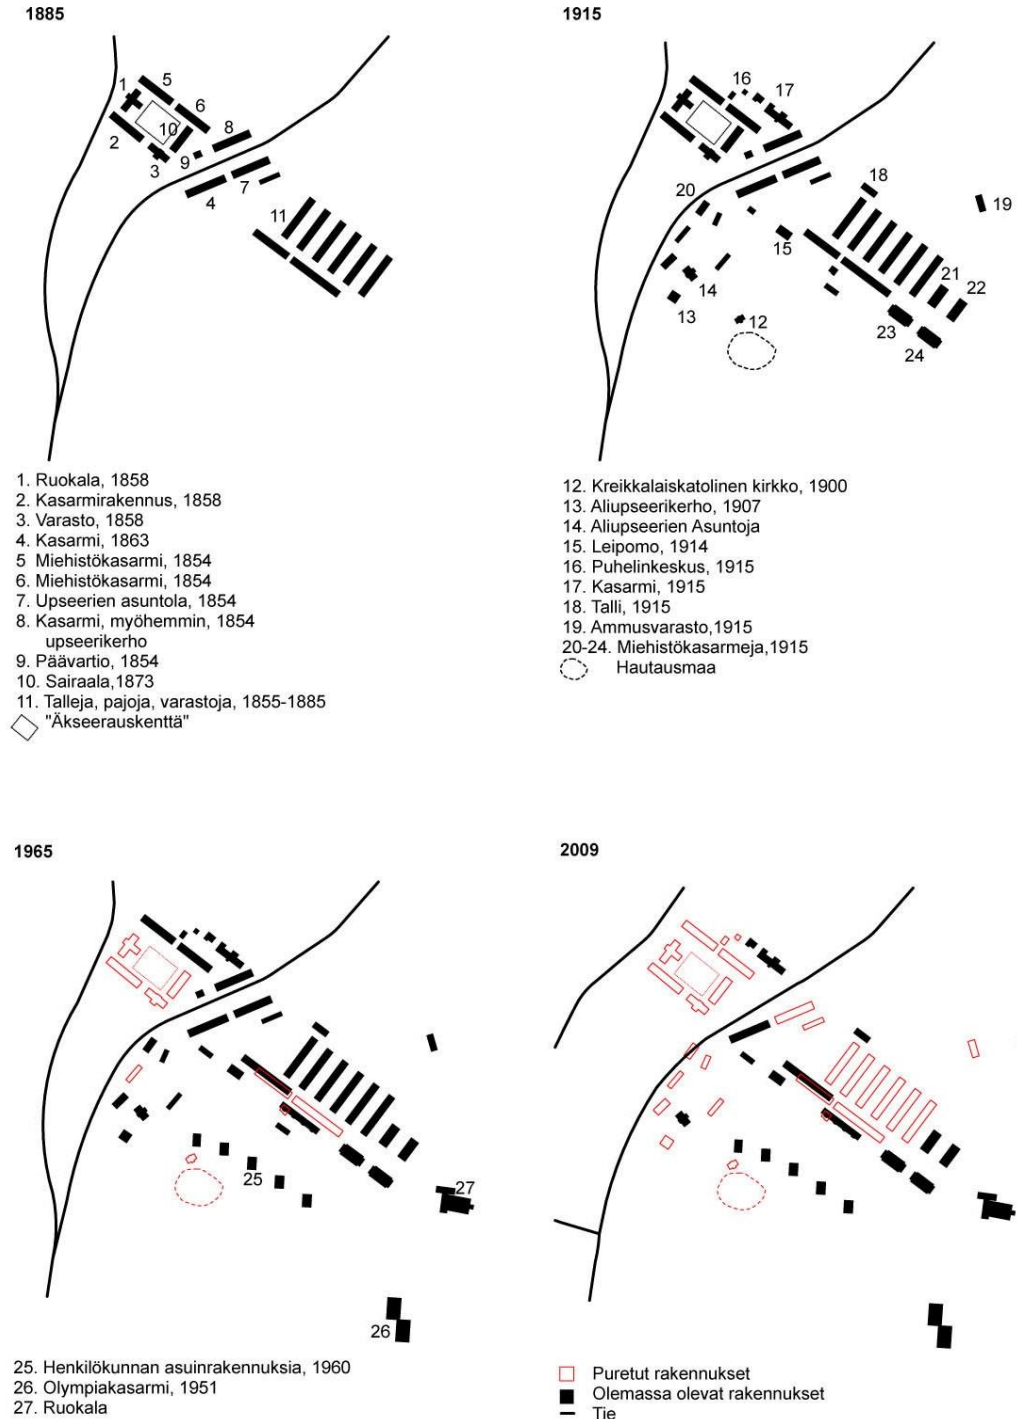 1885
1
5
6
10
8
2
9
3
7
4
11
1. Ruokala, 1858
2. Kasarmirakennus, 1858
3. Varasto, 1858
4. Kasarmi, 1863
5 Miehistökasarmi, 1854
6. Miehistökasarmi, 1854
7. Upseerien asuntola, 1854
8. Kasarmi, myöhemmin, 1854
upseerikerho
9. Päävartio, 1854
10. Sairaala,1873
11. Talleja, pajoja, varastoja, 1855-1885
"Äkseerauskenttä"
1915
16
17
18
20
19
15
21
14
22
13
12
23
24
12. Kreikkalaiskatolinen kirkko, 1900
13. Aliupseerikerho, 1907
14. Aliupseerien Asuntoja
15. Leipomo, 1914
16. Puhelinkeskus, 1915
17. Kasarmi, 1915
18. Talli, 1915
19. Ammusvarasto,1915
20-24. Miehistökasarmeja,1915
Hautausmaa
1965
25
27
26
25. Henkilökunnan asuinrakennuksia, 1960
26. Olympiakasarmi, 1951
27. Ruokala
2009
Puretut rakennukset
Olemassa olevat rakennukset
Tie